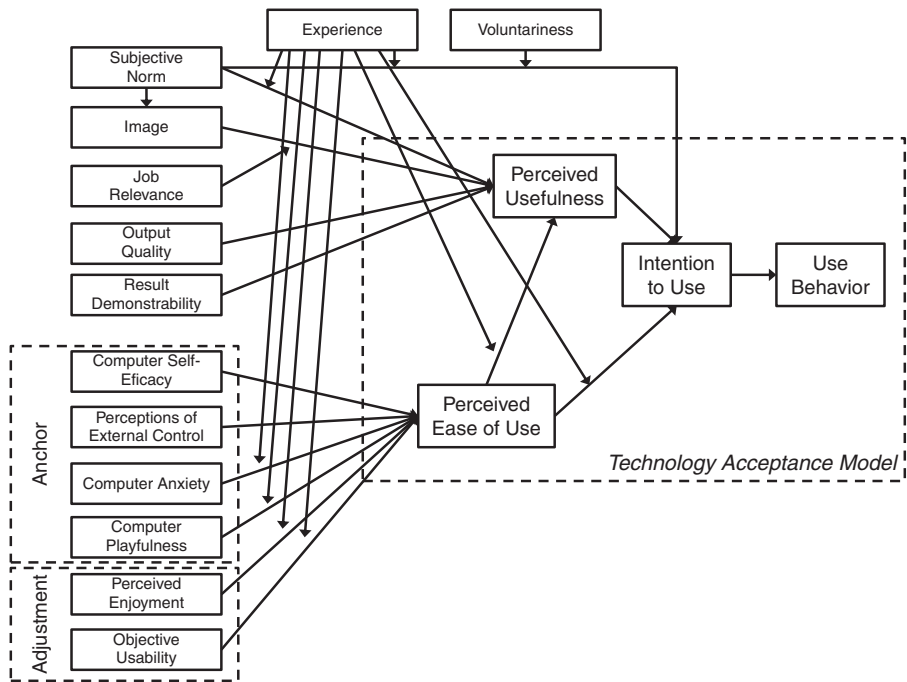 Experience
Voluntariness
Subjective
Norm
Image
Job
Relevance
Output
Quality
Result
Demonstrability
Perceived
Usefulness
Intention
to Use
Use
Behavior
Anchor
Computer Self-
Eficacy
Perceptions of
External Control
Computer Anxiety
Computer
Playfulness
Perceived
Ease of Use
Technology Acceptance Model
Adjustment
Perceived
Enjoyment
Objective
Usability